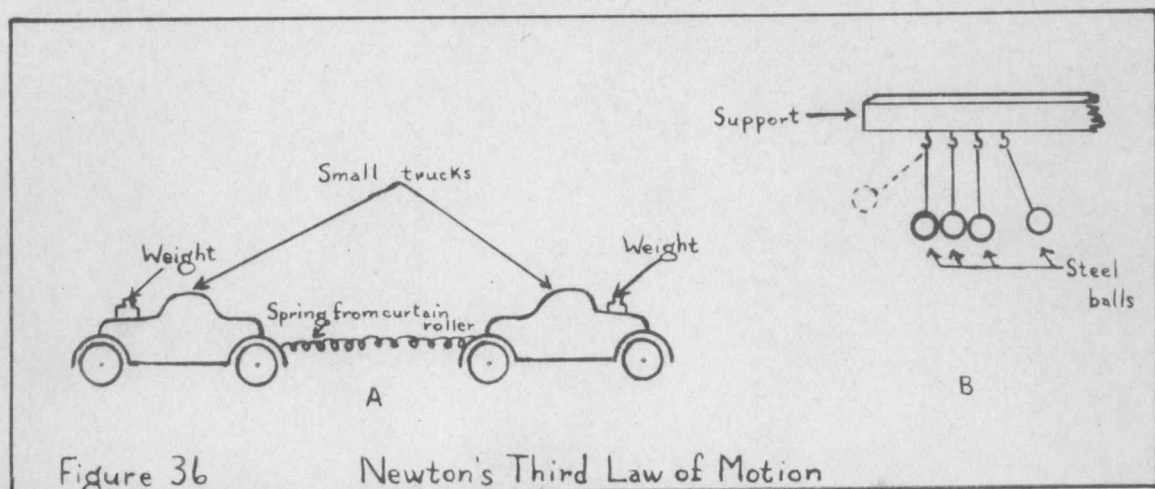 Support
Small trucks
Weight
Weight
Spring from curtain
roller
Steel
balls
A
B
Figure 36 Newton's Third Law of Motion